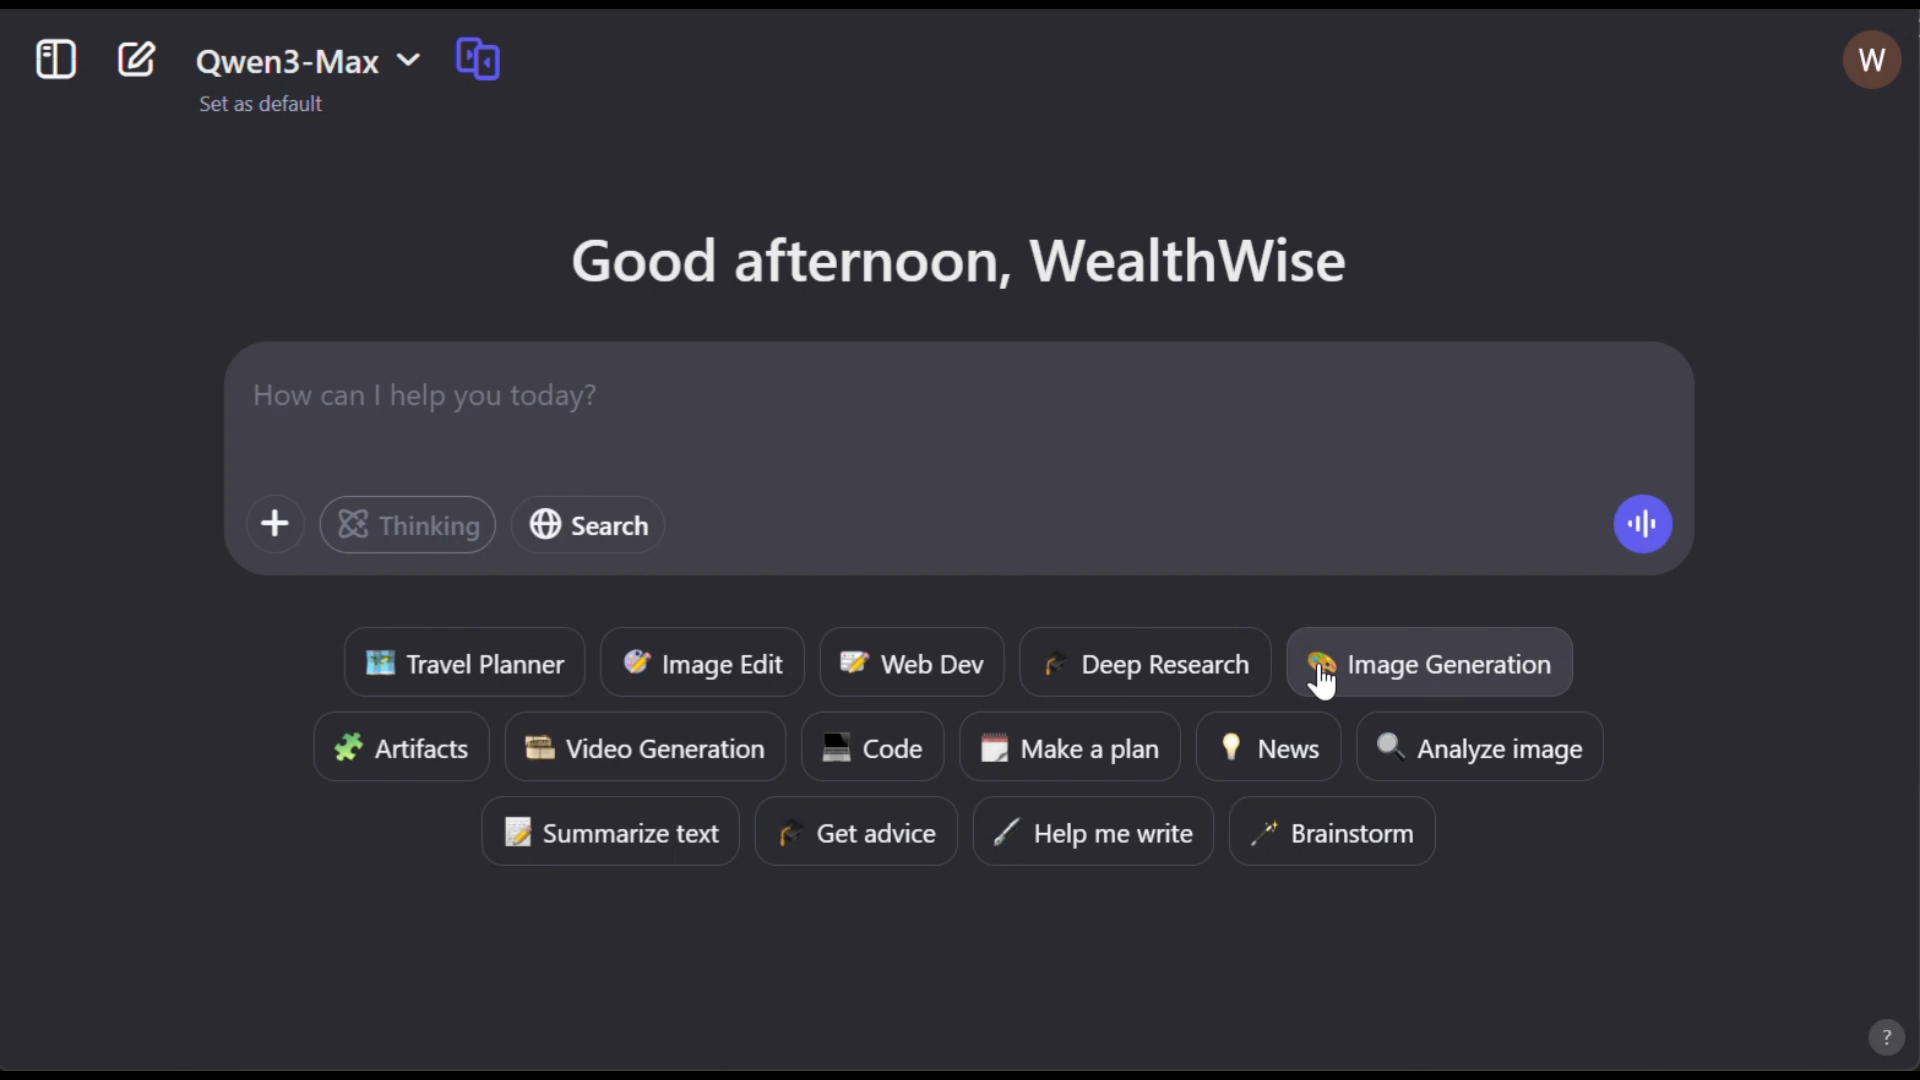 Qwen3-Max
W
Set as default
Good afternoon, WealthWise
How can I help you today?
Thinking
Search
Travel Planner
Image Edit
Web Dev
Deep Research
Image Generation
Artifacts
Video Generation
Code
Make a plan
News
Analyze image
Summarize text
Get advice
Help me write
Brainstorm
?